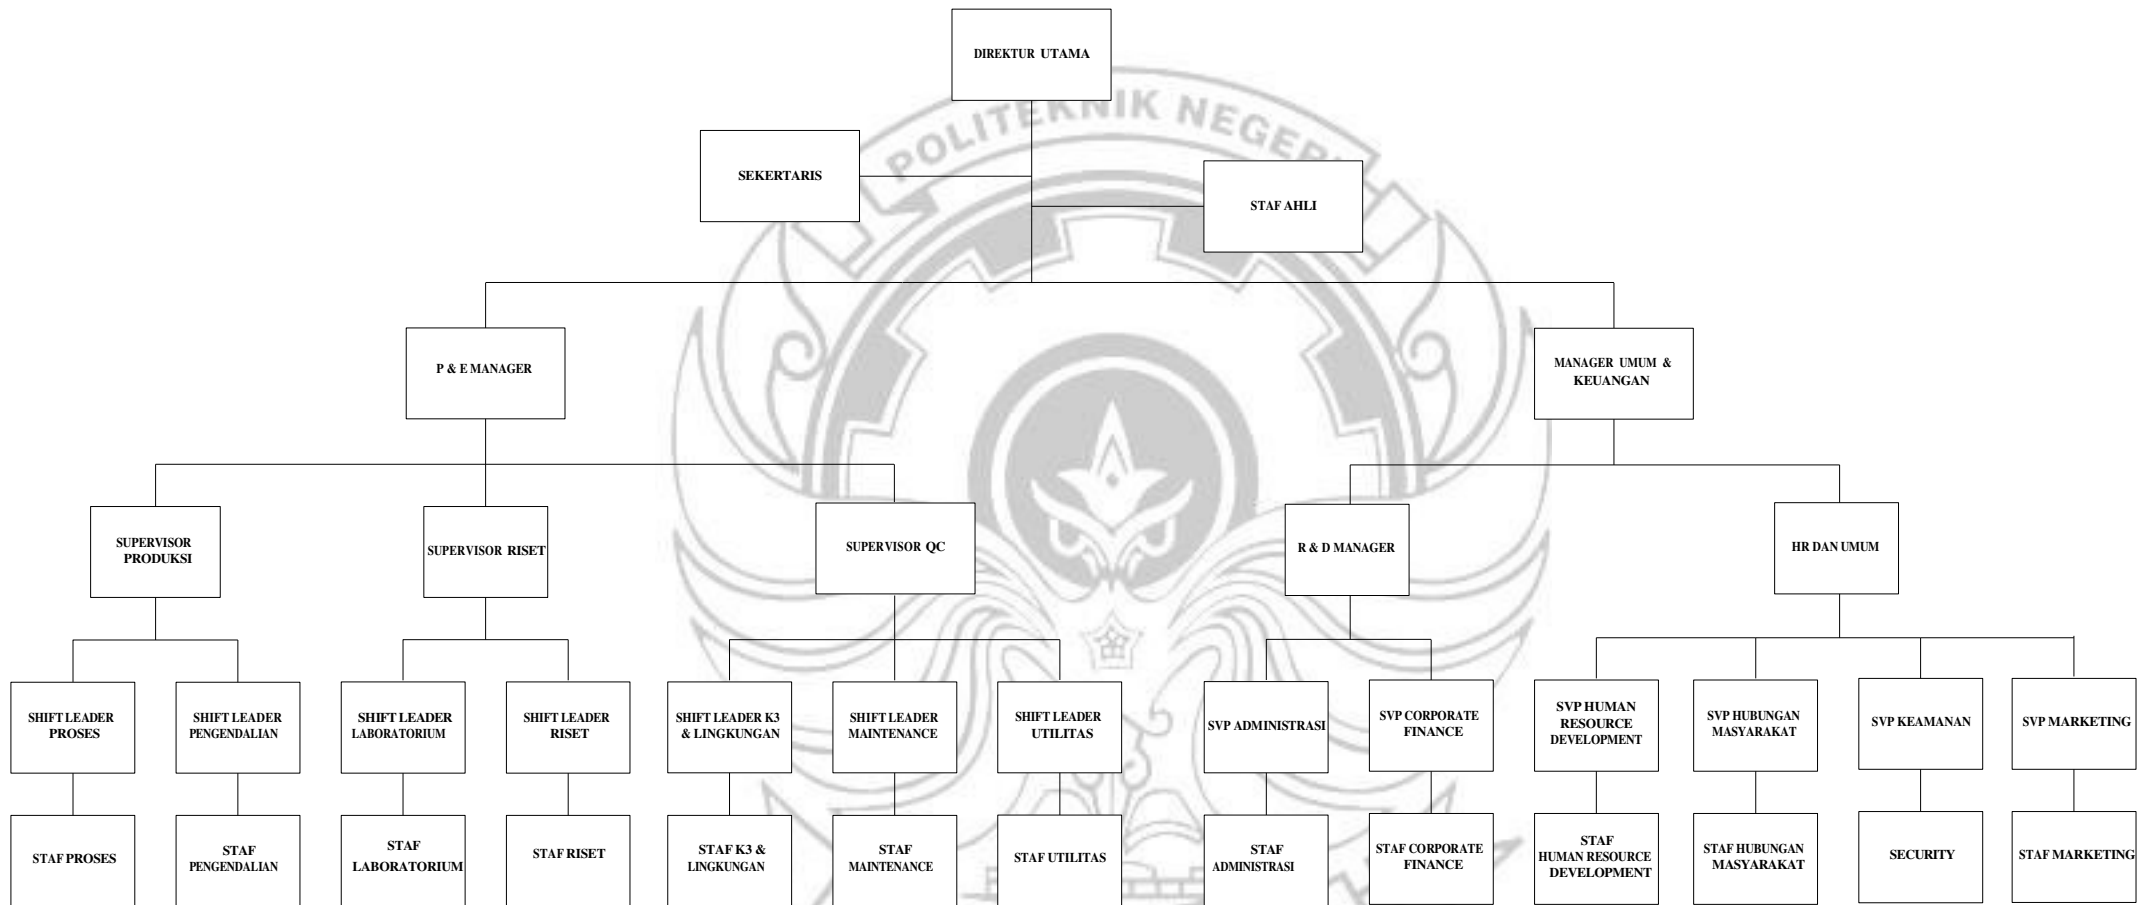 DIREKTUR UTAMA
POLITEKNIK NEGERI
SEKERTARIS
STAF AHLI
P & E MANAGER
MANAGER UMUM &
KEUANGAN
SUPERVISOR
PRODUKSI
SUPERVISOR RISET
SUPERVISOR QC
R & D MANAGER
HR DAN UMUM
SHIFT LEADER
PROSES
SHIFT LEADER
PENGENDALIAN
SHIFT LEADER
LABORATORIUM
SHIFT LEADER
RISET
SHIFT LEADER K3
& LINGKUNGAN
SHIFT LEADER
MAINTENANCE
SHIFT LEADER
UTILITAS
SVP ADMINISTRASI
SVP CORPORATE
FINANCE
SVP HUMAN
RESOURCE
DEVELOPMENT
SVP HUBUNGAN
MASYARAKAT
SVP KEAMANAN
SVP MARKETING
STAF PROSES
STAF
PENGENDALIAN
STAF
LABORATORIUM
STAF RISET
STAF K3 &
LINGKUNGAN
STAF
MAINTENANCE
STAF UTILITAS
STAF
ADMINISTRASI
STAF CORPORATE
FINANCE
STAF
HUMAN RESOURCE
DEVELOPMENT
STAF HUBUNGAN
MASYARAKAT
SECURITY
STAF MARKETING